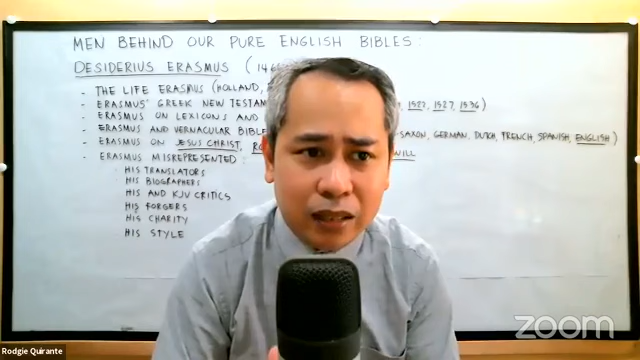 MEN BEHIND OUR PURE ENGLISH BIBLES:
DESIDERIUS ERASMUS (146
- THE LIFE ERASMUS (HOLLAND,
- ERASMUS' GREEK NEW TESTAM 1522, 1527, 1536)
- ERASMUS ON LEXICONS AND
- ERASMUS AND VERNACULAR BIBLE -SAXON, GERMAN, DUTCH, FRENCH, SPANISH, ENGLISH)
- ERASMUS ON JESUS CHRIST, WILL
- ERASMUS MISREPRESENTED:
- HIS TRANSLATORS
- HIS BIOGRAPHERS
- HIS AND KJV CRITICS
- HIS FORGERS
- HIS CHARITY
- HIS STYLE
zoom
Rodgie Quirante